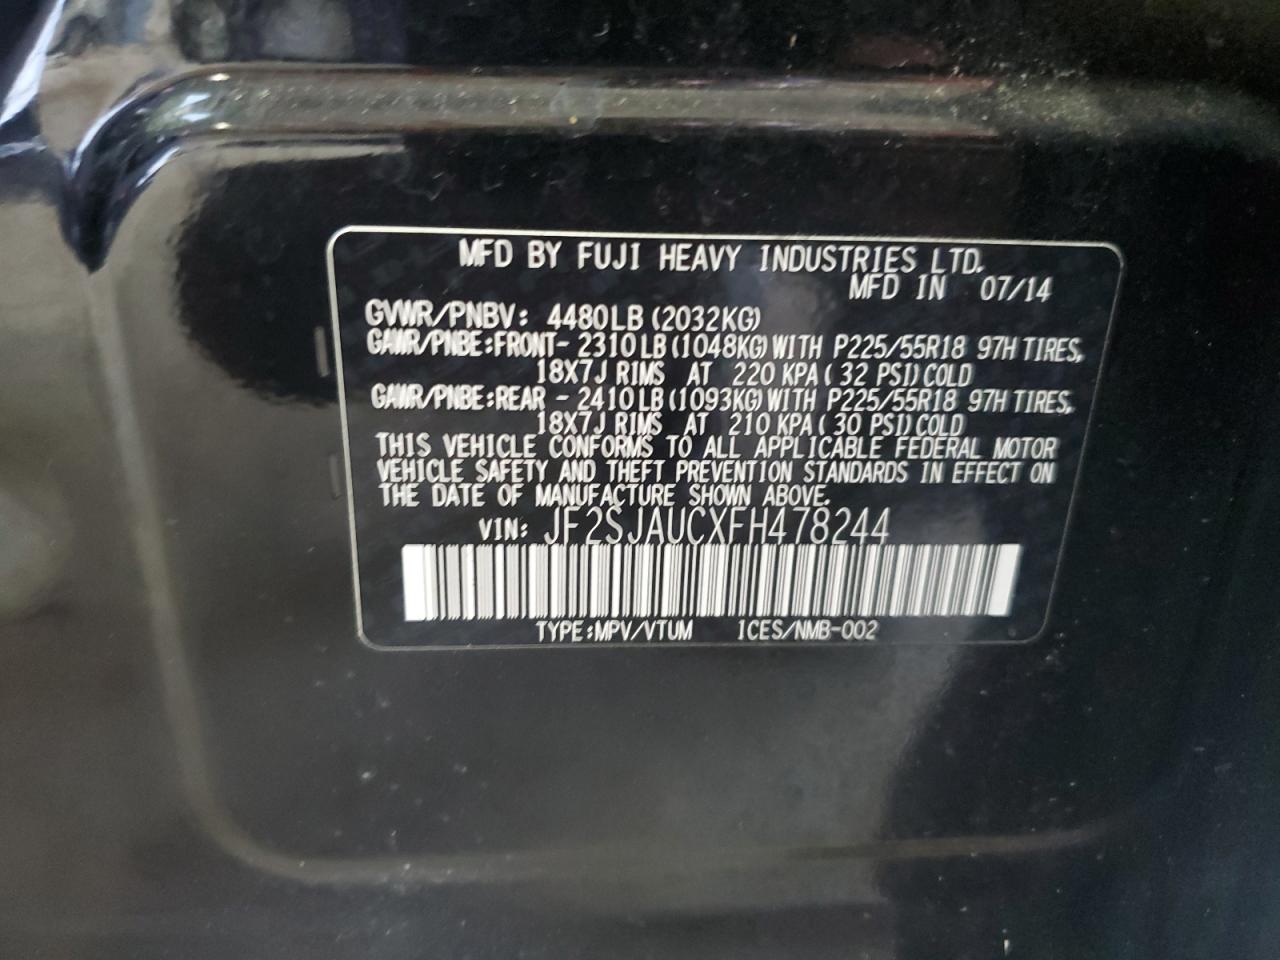 MFD BY FUJI HEAVY INDUSTRIES LTD.
MFD IN 07/14
GVWR/PNBV: 4480LB (2032KG)
GAWR/PNBE:FRONT- 2310LB (1048KG) WITH P225/55R18 97H TIRES,
18X7J RIMS AT 220 KPA ( 32 PSI) COLD
GAWR/PNBE:REAR - 2410LB (1093KG) WITH P225/55R18 97H TIRES,
18X7J RIMS AT 210 KPA ( 30 PSI) COLD
THIS VEHICLE CONFORMS TO ALL APPLICABLE FEDERAL MOTOR
VEHICLE SAFETY AND THEFT PREVENTION STANDARDS IN EFFECT ON
THE DATE OF MANUFACTURE SHOWN ABOVE.
VIN: JF2SJAUCXFH478244
TYPE:MPV/VTUM ICES/NMB-002